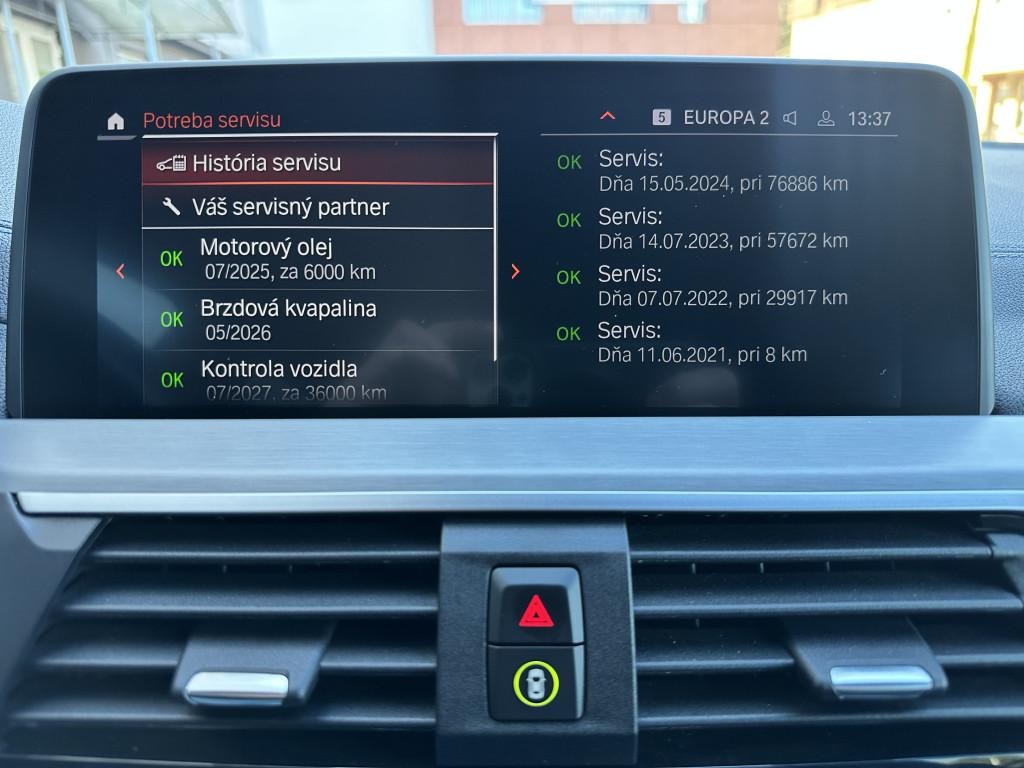 Potreba servisu
5 EUROPA 2 13:37
História servisu
Váš servisný partner
OK Motorový olej
07/2025, za 6000 km
OK Brzdová kvapalina
05/2026
OK Kontrola vozidla
07/2027, za 36000 km
OK Servis:
Dňa 15.05.2024, pri 76886 km
OK Servis:
Dňa 14.07.2023, pri 57672 km
OK Servis:
Dňa 07.07.2022, pri 29917 km
OK Servis:
Dňa 11.06.2021, pri 8 km